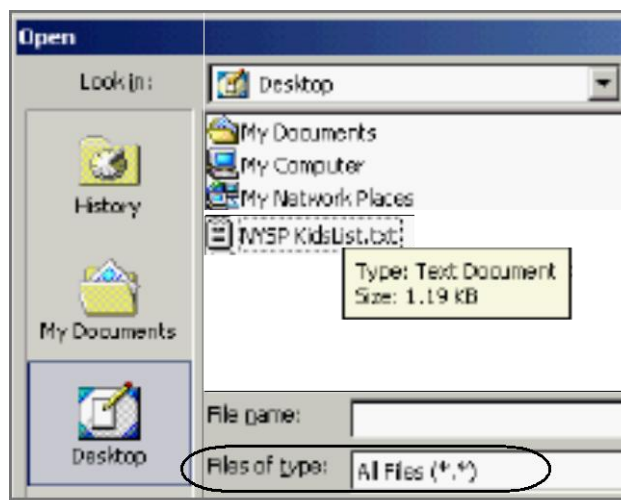 Open
Look in:
Desktop
My Documents
My Computer
My Network Places
NYSP KidsList.txt
Type: Text Document
Size: 1.19 KB
History
My Documents
Desktop
File name:
Files of type:
All Files (*.*)